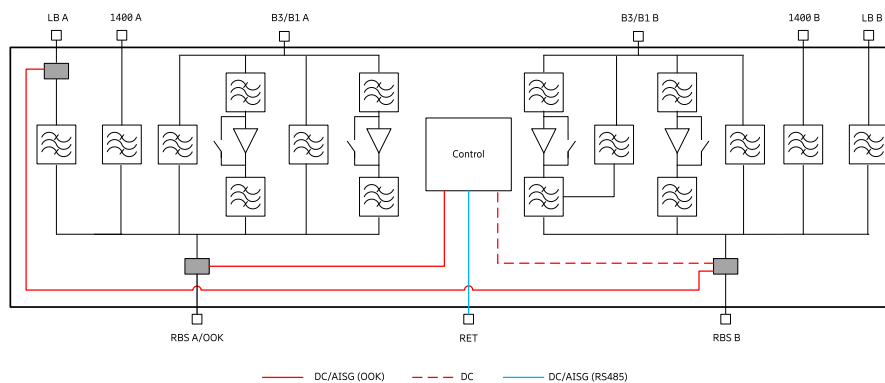 LB A
1400 A
B3/B1 A
B3/B1 B
1400 B
LB B
Control
RBS A/OOK
RET
RBS B
DC/AISG (OOK)
DC
DC/AISG (RS485)